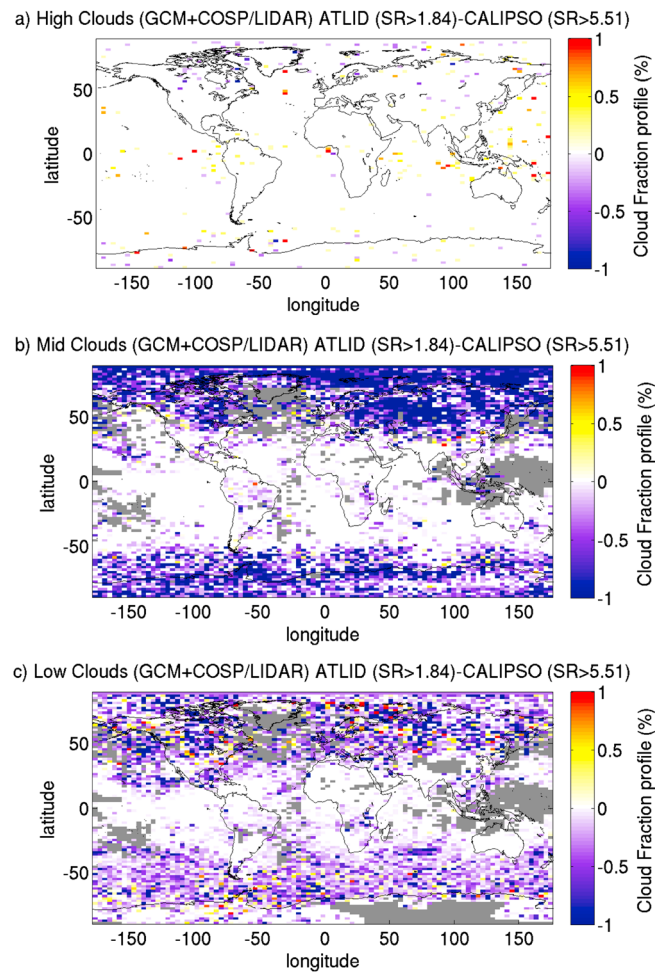 a) High Clouds (GCM+COSP/LIDAR) ATLID (SR>1.84)-CALIPSO (SR>5.51)
1
0.5
0
-0.5
-1
Cloud Fraction profile (%)
50
0
-50
latitude
-150 -100 -50 0 50 100 150
longitude
b) Mid Clouds (GCM+COSP/LIDAR) ATLID (SR>1.84)-CALIPSO (SR>5.51)
1
0.5
0
-0.5
-1
Cloud Fraction profile (%)
50
0
-50
latitude
-150 -100 -50 0 50 100 150
longitude
c) Low Clouds (GCM+COSP/LIDAR) ATLID (SR>1.84)-CALIPSO (SR>5.51)
1
0.5
0
-0.5
-1
Cloud Fraction profile (%)
50
0
-50
latitude
-150 -100 -50 0 50 100 150
longitude